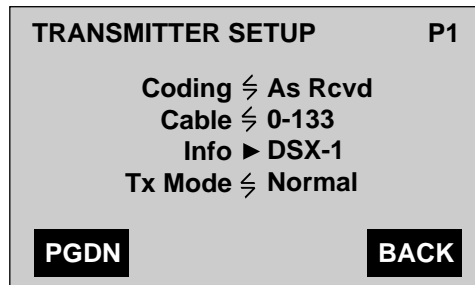 TRANSMITTER SETUP P1
Coding ≶ As Rcvd
Cable ≶ 0-133
Info ► DSX-1
Tx Mode ≶ Normal
PGDN BACK